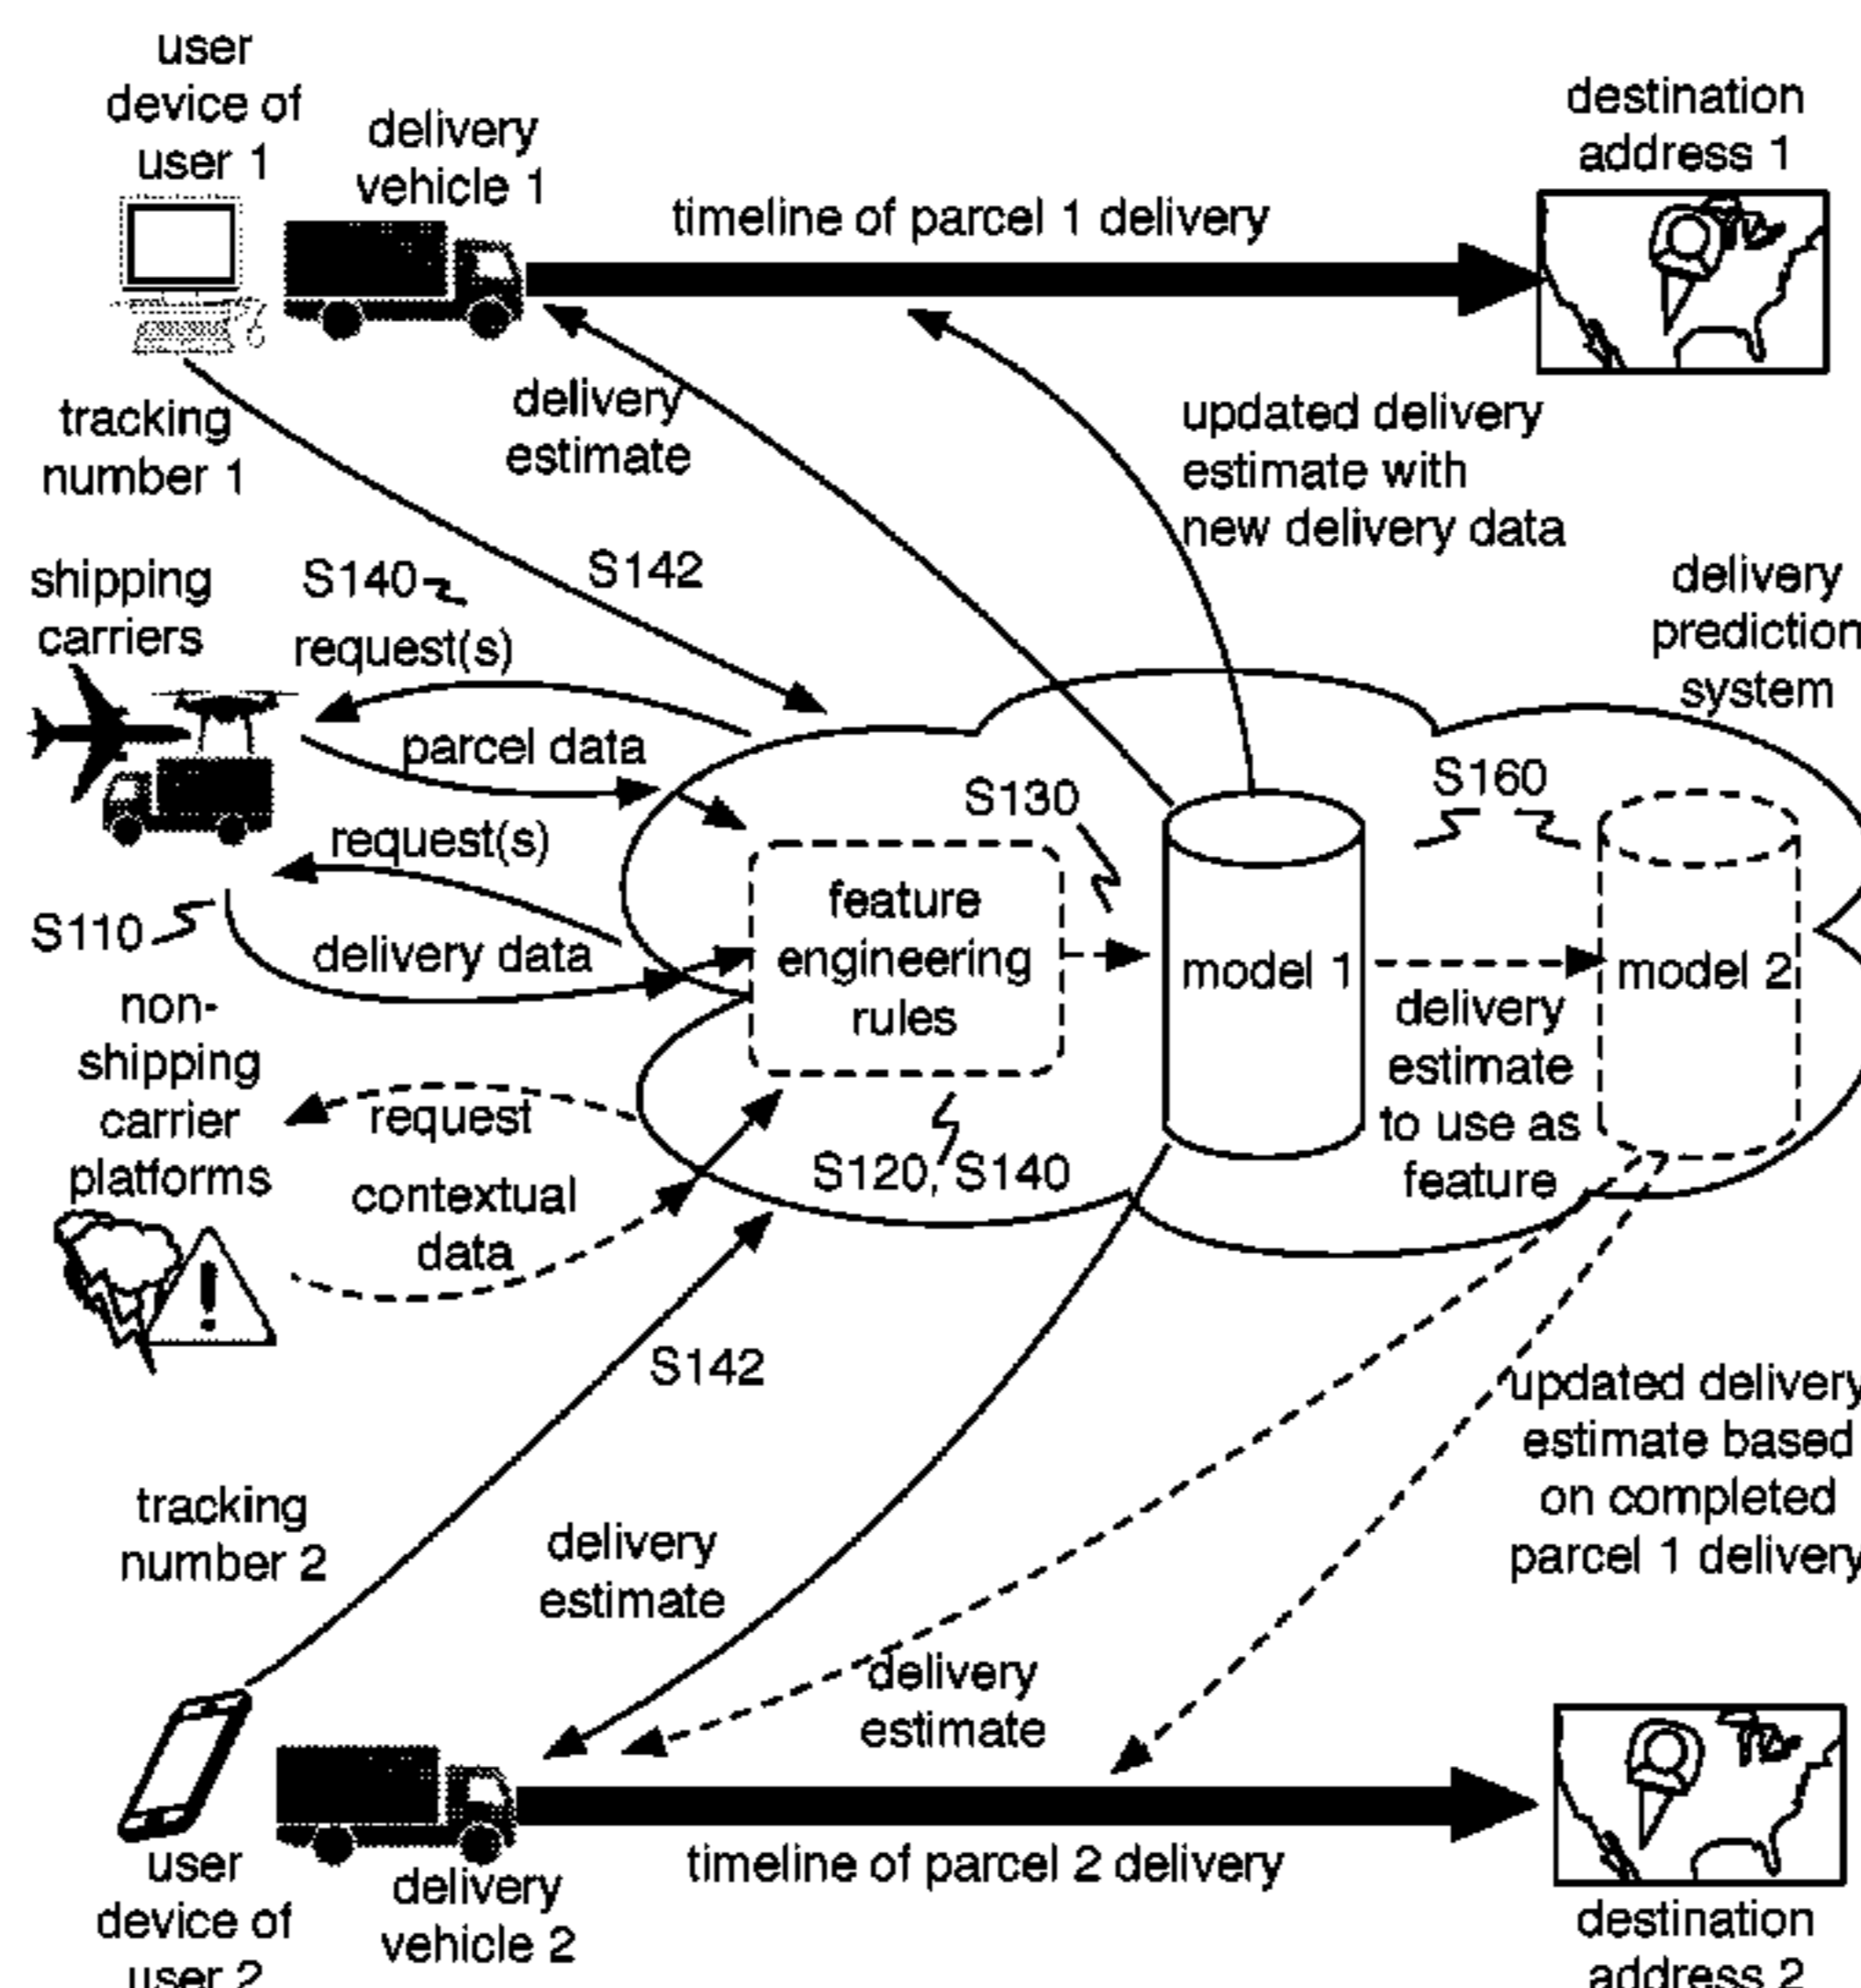 user
device of
user 1
delivery
vehicle 1
timeline of parcel 1 delivery
destination
address 1
tracking
number 1
delivery
estimate
updated delivery
estimate with
new delivery data
S142
shipping
carriers
S140
request(s)
parcel data
delivery
prediction
system
request(s)
S110
delivery data
S130
S160
feature
engineering
rules
model 1
model 2
delivery
estimate
to use as
feature
non-
shipping
carrier
platforms
request
contextual
data
S120, S140
S142
updated delivery
estimate based
on completed
parcel 1 delivery
tracking
number 2
delivery
estimate
delivery
estimate
timeline of parcel 2 delivery
user
device of
user 2
delivery
vehicle 2
destination
address 2